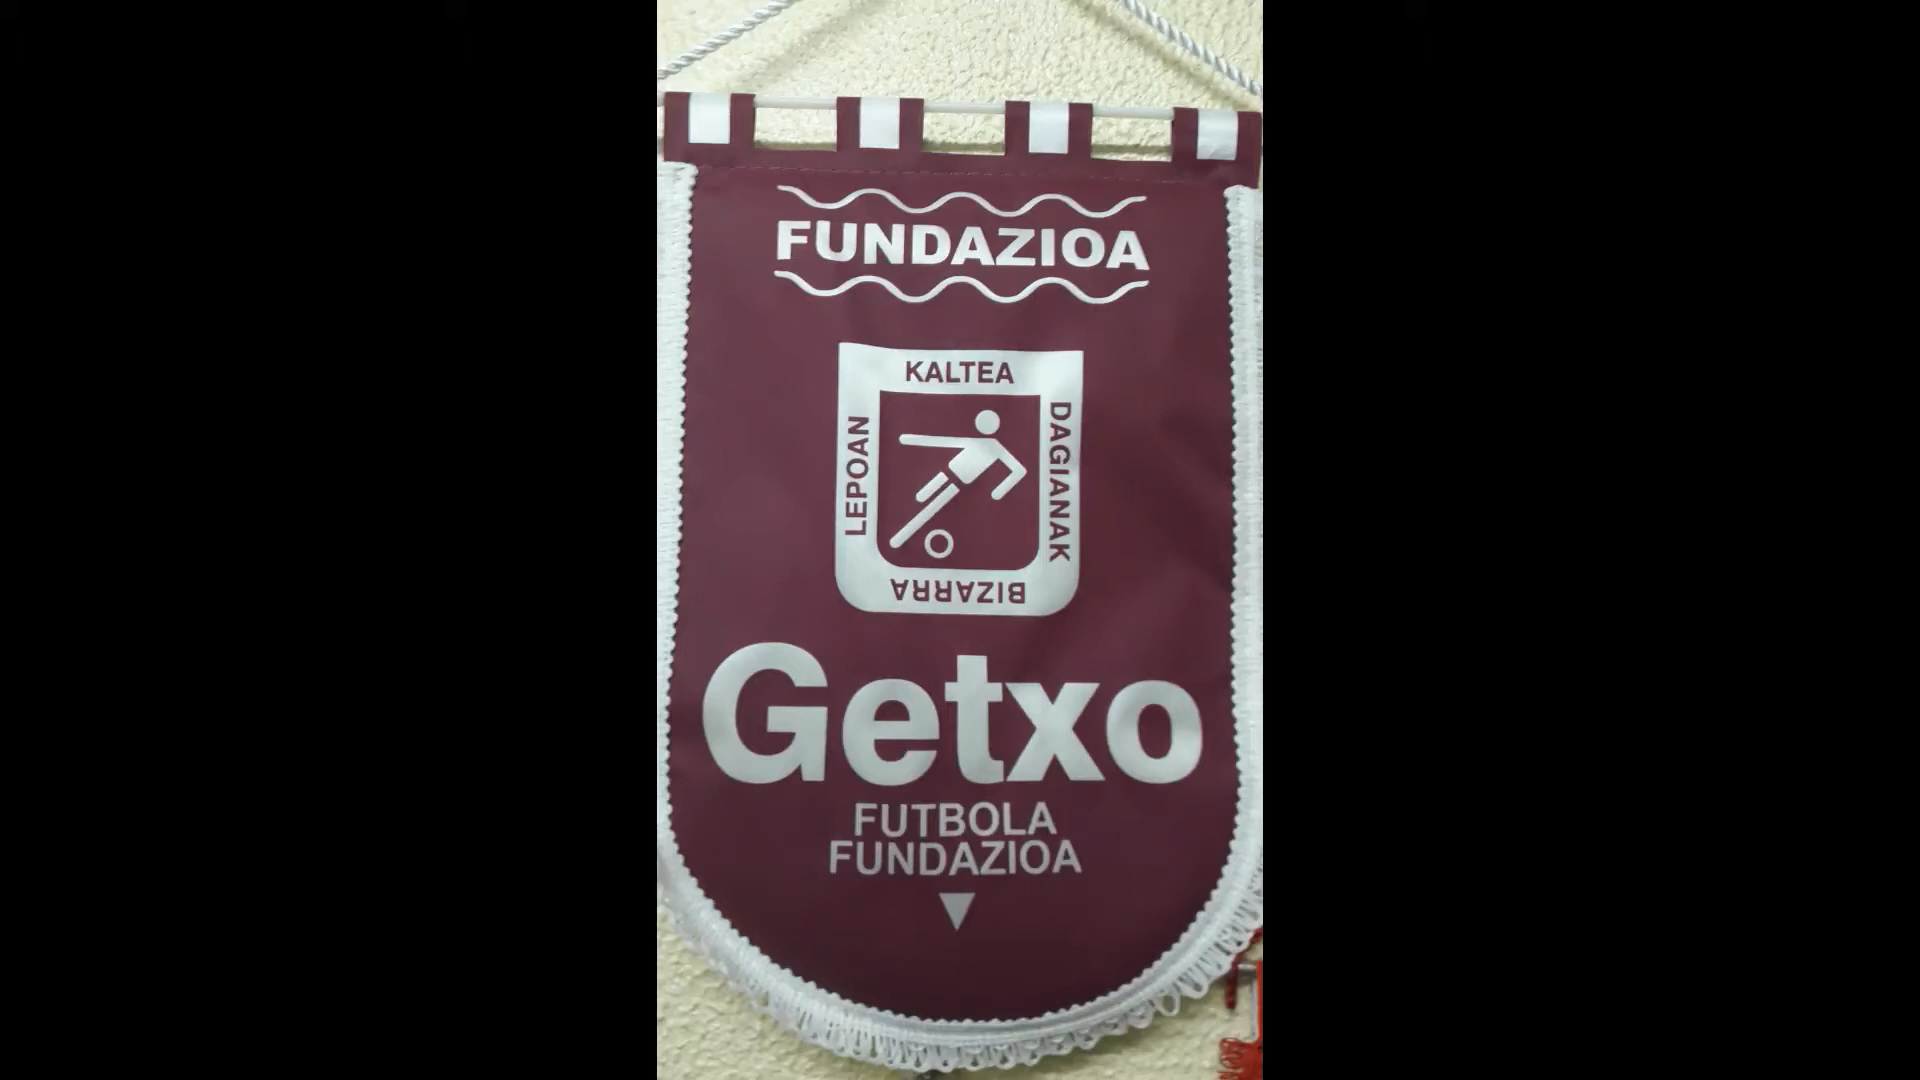 FUNDAZIOA
KALTEA
DAGIANAK
BIZARRA
LEPOAN
Getxo
FUTBOLA
FUNDAZIOA